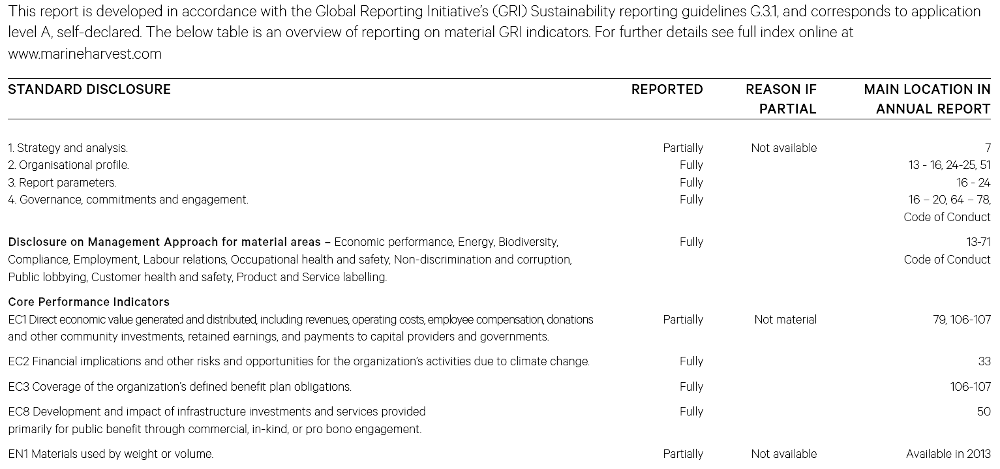 This report is developed in accordance with the Global Reporting Initiative's (GRI) Sustainability reporting guidelines G.3.1, and corresponds to application
level A, self-declared. The below table is an overview of reporting on material GRI indicators. For further details see full index online at
www.marineharvest.com
STANDARD DISCLOSURE REPORTED REASON IF MAIN LOCATION IN
PARTIAL ANNUAL REPORT
1. Strategy and analysis. Partially Not available 7
2. Organisational profile. Fully 13 - 16, 24-25, 51
3. Report parameters. Fully 16 - 24
4. Governance, commitments and engagement. Fully 16 – 20, 64 – 78,
Code of Conduct
Disclosure on Management Approach for material areas – Economic performance, Energy, Biodiversity, Fully 13-71
Compliance, Employment, Labour relations, Occupational health and safety, Non-discrimination and corruption, Code of Conduct
Public lobbying, Customer health and safety, Product and Service labelling.
Core Performance Indicators
EC1 Direct economic value generated and distributed, including revenues, operating costs, employee compensation, donations Partially Not material 79, 106-107
and other community investments, retained earnings, and payments to capital providers and governments.
EC2 Financial implications and other risks and opportunities for the organization's activities due to climate change. Fully 33
EC3 Coverage of the organization's defined benefit plan obligations. Fully 106-107
EC8 Development and impact of infrastructure investments and services provided Fully 50
primarily for public benefit through commercial, in-kind, or pro bono engagement.
EN1 Materials used by weight or volume. Partially Not available Available in 2013